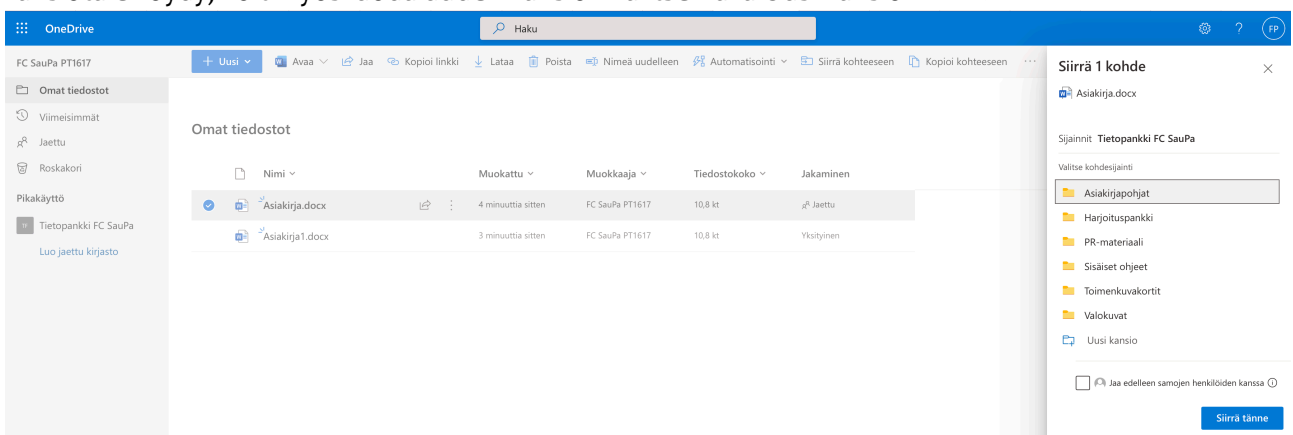 OneDrive
Haku
?
FP
FC SauPa PT1617
Uusi
Avaa
Jaa
Kopioi linkki
Lataa
Poista
Nimeä uudelleen
Automatisointi
Siirrä kohteeseen
Kopioi kohteeseen
...
Omat tiedostot
Viimeisimmät
Jaettu
Roskakori
Pikakäyttö
Tietopankki FC SauPa
Luo jaettu kirjasto
Omat tiedostot
Nimi Muokattu Muokkaaja Tiedostokoko Jakaminen
Asiakirja.docx 4 minuuttia sitten FC SauPa PT1617 10,8 kt Jaettu
Asiakirja1.docx 3 minuuttia sitten FC SauPa PT1617 10,8 kt Yksityinen
Siirrä 1 kohde
Asiakirja.docx
Sijainnit Tietopankki FC SauPa
Valitse kohdesijainti
Asiakirjapohjat
Harjoituspankki
PR-materiaali
Sisäiset ohjeet
Toimenkuvakortit
Valokuvat
Uusi kansio
Jaa edelleen samojen henkilöiden kanssa
Siirrä tänne